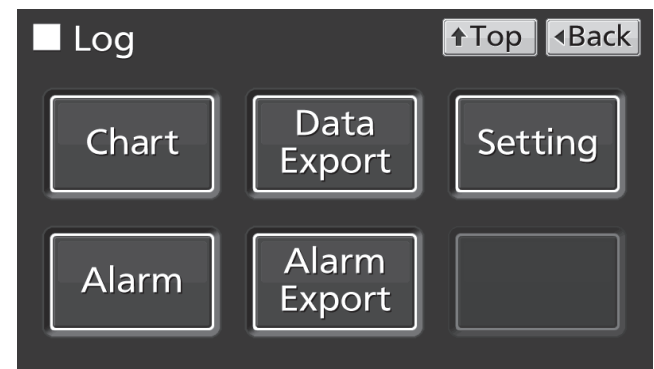 Log
Top
Back
Chart
Data
Export
Setting
Alarm
Alarm
Export